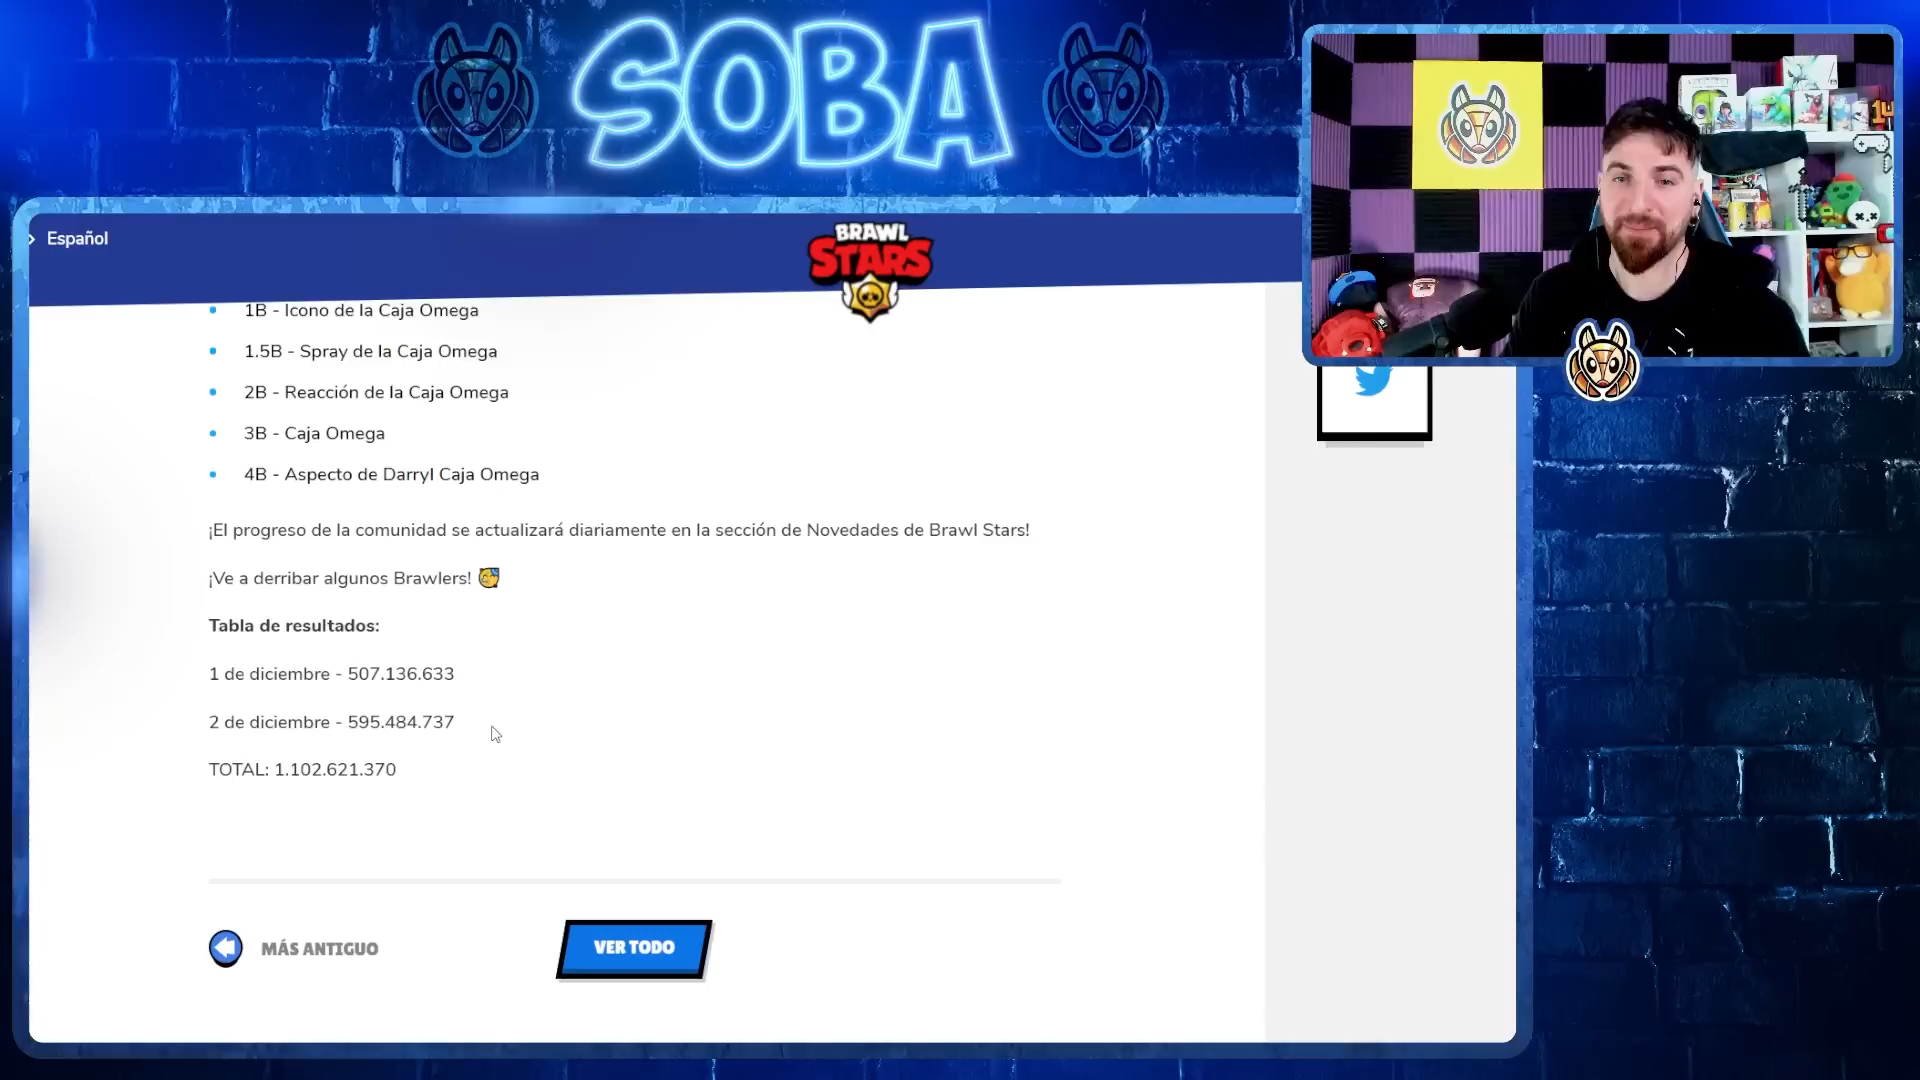 SOBA
Español
BRAWL
STARS
1B - Icono de la Caja Omega
1.5B - Spray de la Caja Omega
2B - Reacción de la Caja Omega
3B - Caja Omega
4B - Aspecto de Darryl Caja Omega
¡El progreso de la comunidad se actualizará diariamente en la sección de Novedades de Brawl Stars!
¡Ve a derribar algunos Brawlers!
Tabla de resultados:
1 de diciembre - 507.136.633
2 de diciembre - 595.484.737
TOTAL: 1.102.621.370
MÁS ANTIGUO
VER TODO